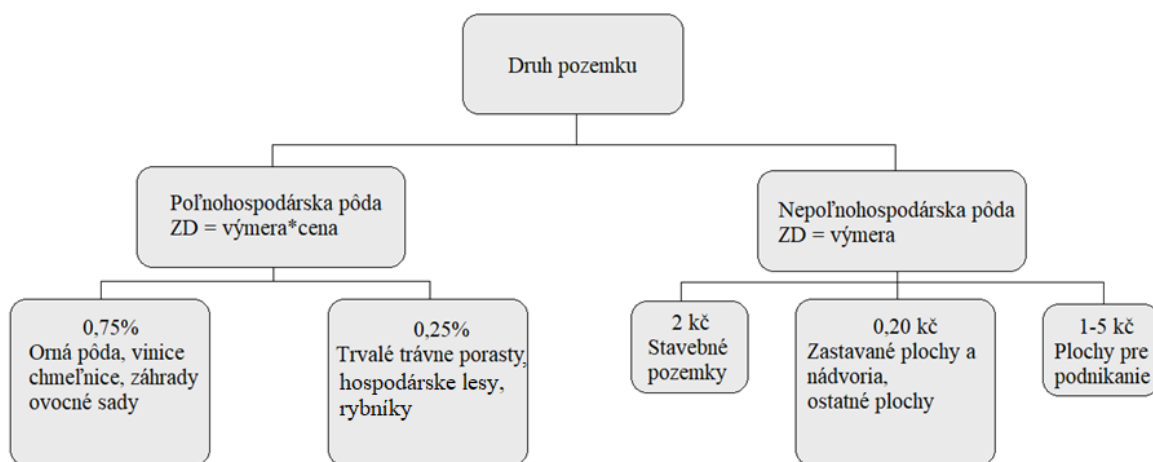 Druh pozemku
Poľnohospodárska pôda
ZD = výmera*cena
Nepoľnohospodárska pôda
ZD = výmera
0,75%
Orná pôda, vinice
chmeľnice, záhrady
ovocné sady
0,25%
Trvalé trávne porasty,
hospodárske lesy,
rybníky
2 kč
Stavebné
pozemky
0,20 kč
Zastavané plochy a
nádvoria,
ostatné plochy
1-5 kč
Plochy pre
podnikanie